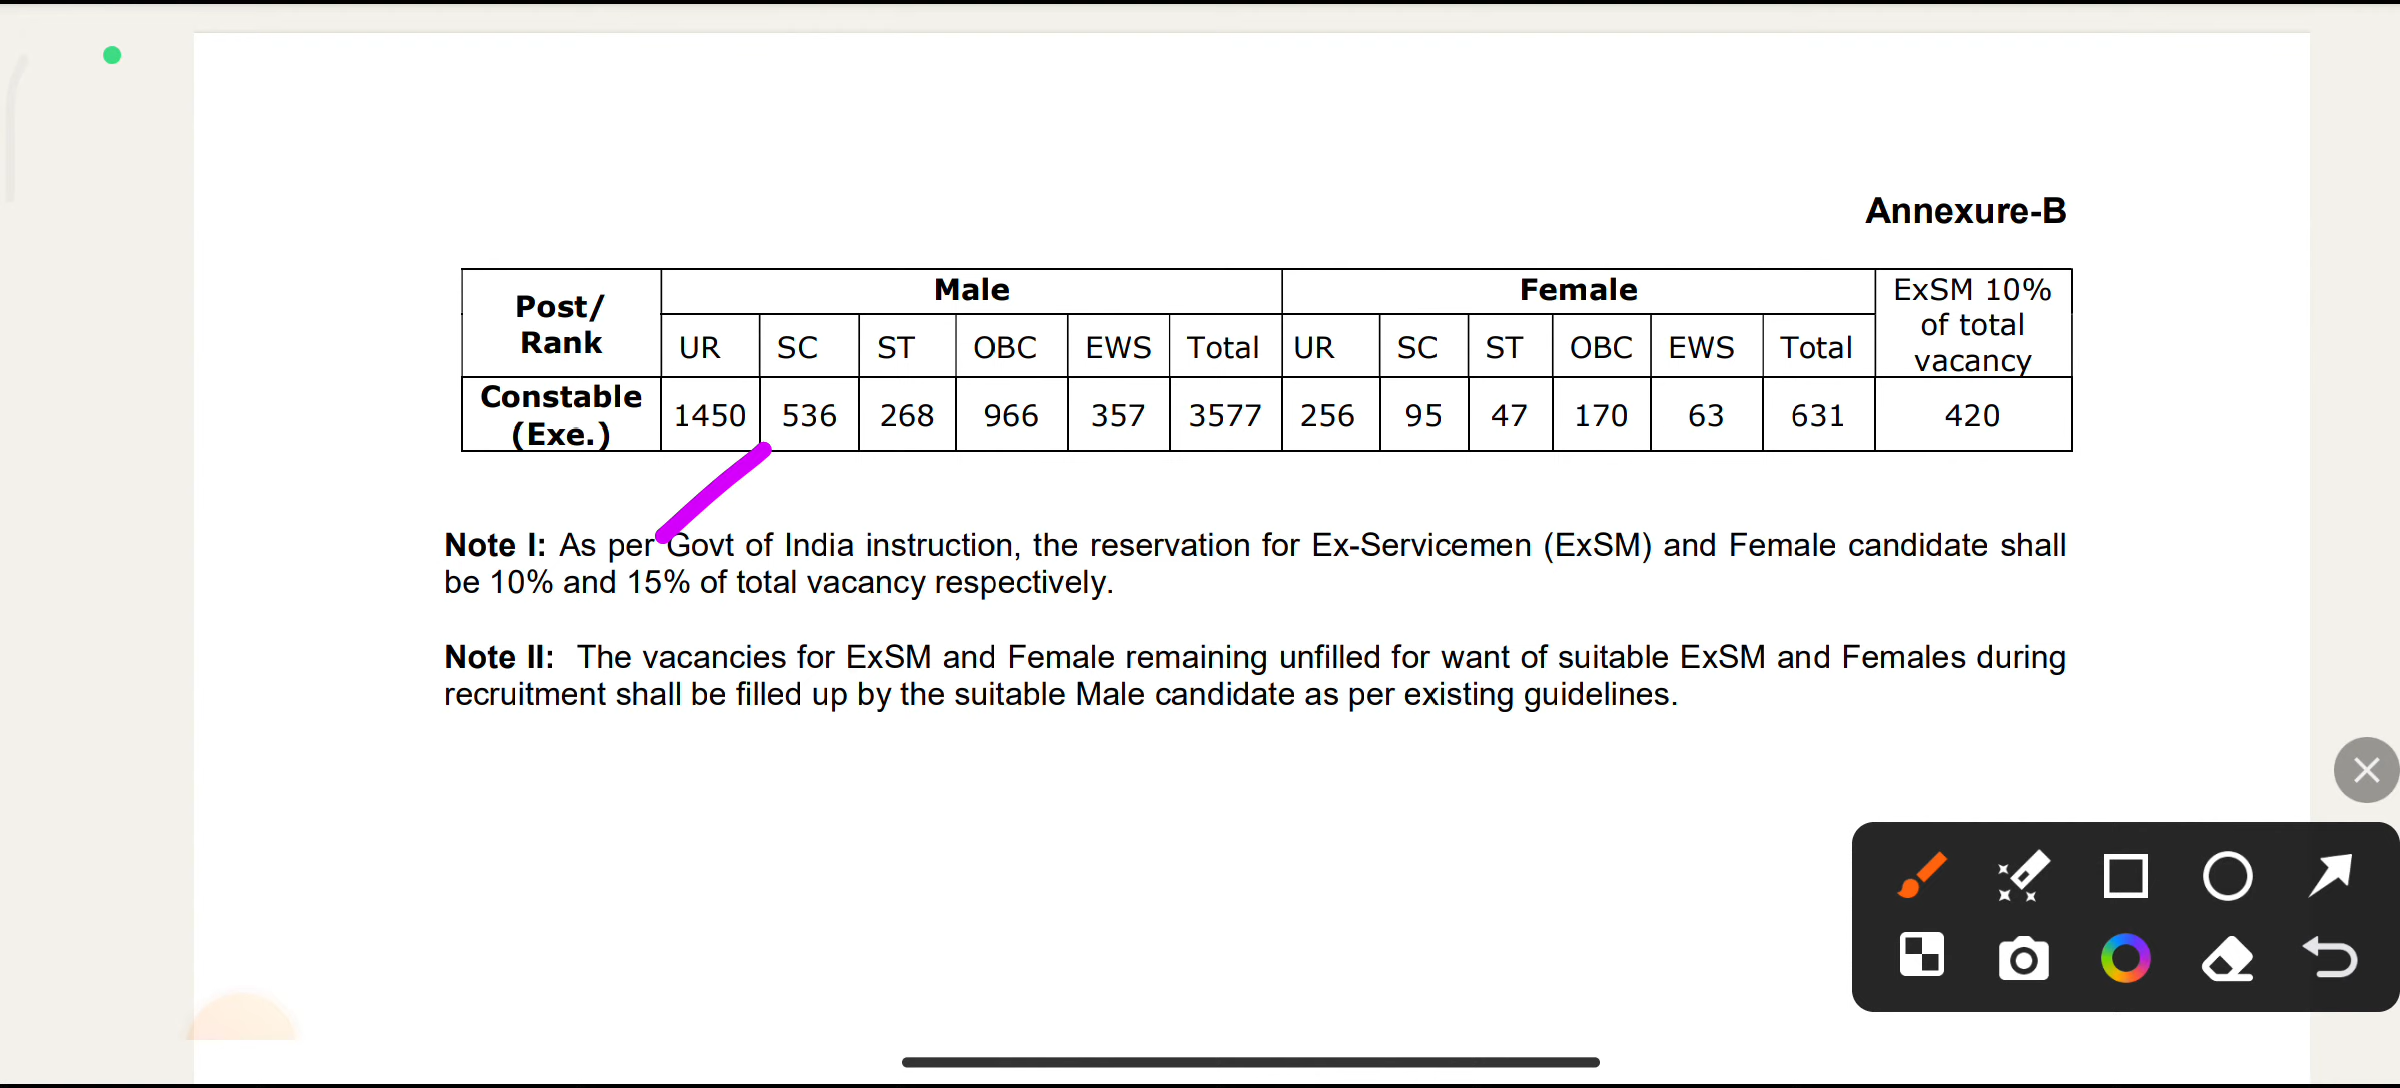 Annexure-B
Post/ Rank Male Female ExSM 10% of total vacancy
UR SC ST OBC EWS Total UR SC ST OBC EWS Total
Constable (Exe.) 1450 536 268 966 357 3577 256 95 47 170 63 631 420
Note I: As per Govt of India instruction, the reservation for Ex-Servicemen (ExSM) and Female candidate shall
be 10% and 15% of total vacancy respectively.
Note II: The vacancies for ExSM and Female remaining unfilled for want of suitable ExSM and Females during
recruitment shall be filled up by the suitable Male candidate as per existing guidelines.